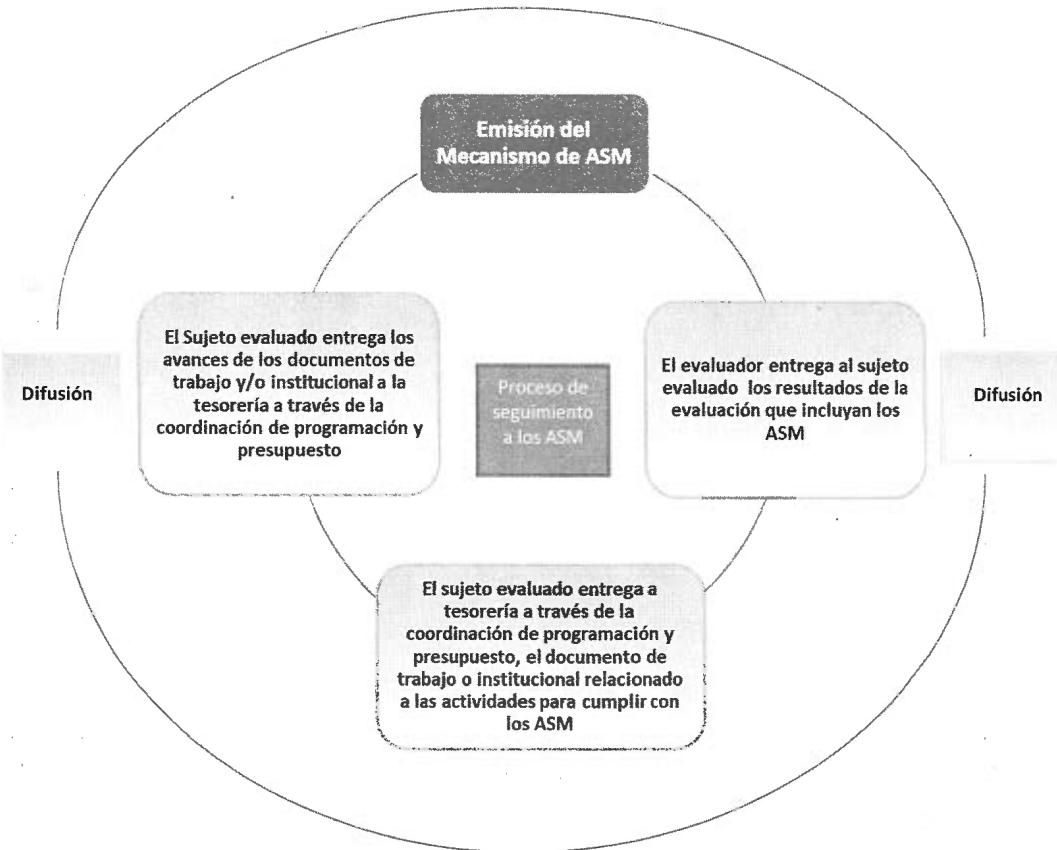 Emisión del
Mecanismo de ASM
El Sujeto evaluado entrega los
avances de los documentos de
trabajo y/o institucional a la
tesorería a través de la
coordinación de programación y
presupuesto
Difusión
Proceso de
seguimiento
a los ASM
El evaluador entrega al sujeto
evaluado los resultados de la
evaluación que incluyan los
ASM
Difusión
El sujeto evaluado entrega a
tesorería a través de la
coordinación de programación y
presupuesto, el documento de
trabajo o institucional relacionado
a las actividades para cumplir con
los ASM